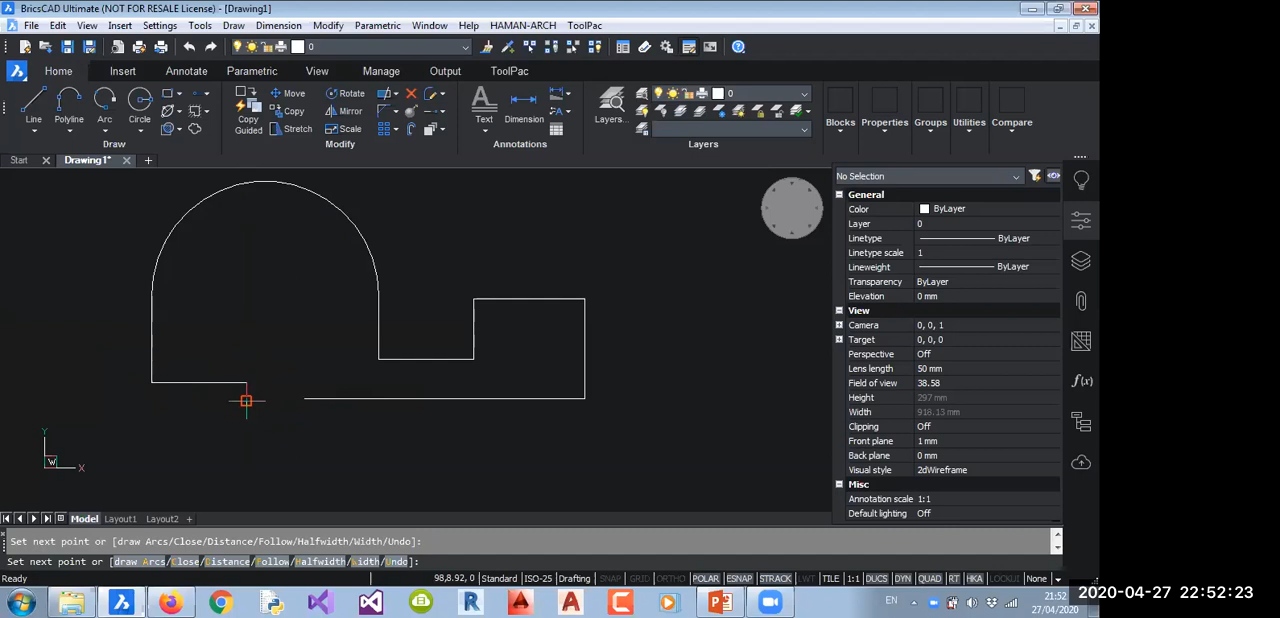 BricsCAD Ultimate (NOT FOR RESALE License) - [Drawing1]
File Edit View Insert Settings Tools Draw Dimension Modify Parametric Window Help HAMAN-ARCH ToolPac
0
Home Insert Annotate Parametric View Manage Output ToolPac
Line Polyline Arc Circle
Copy Guided
Move Rotate
Copy Mirror
Stretch Scale
Text Dimension
Layers...
0
Blocks Properties Groups Utilities Compare
Draw Modify Annotations Layers
Start Drawing1*
No Selection
General
Color ByLayer
Layer 0
Linetype ByLayer
Linetype scale 1
Lineweight ByLayer
Transparency ByLayer
Elevation 0 mm
View
Camera 0, 0, 1
Target 0, 0, 0
Perspective Off
Lens length 50 mm
Field of view 38.58
Height 297 mm
Width 918.13 mm
Clipping Off
Front plane 1 mm
Back plane 0 mm
Visual style 2dWireframe
Misc
Annotation scale 1:1
Default lighting Off
Y
W X
Model Layout1 Layout2
Set next point or [draw Arcs/Close/Distance/Follow/Halfwidth/Width/Undo]:
Set next point or [draw Arcs/Close/Distance/Follow/Halfwidth/Width/Undo]:
Ready 98,8.92, 0 Standard ISO-25 Drafting SNAP GRID ORTHO POLAR ESNAP STRACK LWT TILE 1:1 DUCS DYN QUAD RT HKA LOCKUI None
EN 21:52
27/04/2020
2020-04-27 22:52:23